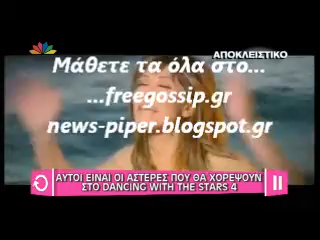 ΑΠΟΚΛΕΙΣΤΙΚΟ
Μάθετε τα όλα στο...
...freegossip.gr
news-piper.blogspot.gr
ΑΥΤΟΙ ΕΙΝΑΙ ΟΙ ΑΣΤΕΡΕΣ ΠΟΥ ΘΑ ΧΟΡΕΨΟΥΝ
ΣΤΟ DANCING WITH THE STARS 4